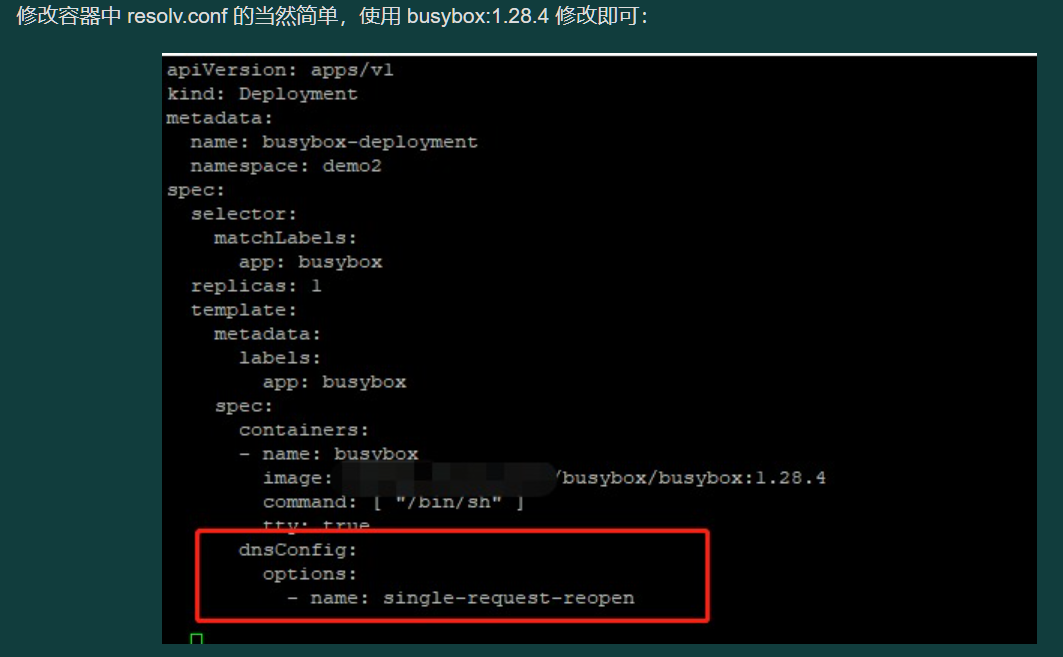 修改容器中 resolv.conf 的当然简单，使用 busybox:1.28.4 修改即可：
apiVersion: apps/v1
kind: Deployment
metadata:
  name: busybox-deployment
  namespace: demo2
spec:
  selector:
    matchLabels:
      app: busybox
  replicas: 1
  template:
    metadata:
      labels:
        app: busybox
    spec:
      containers:
      - name: busybox
        image: /busybox/busybox:1.28.4
        command: [ "/bin/sh" ]
        tty: true
      dnsConfig:
        options:
          - name: single-request-reopen